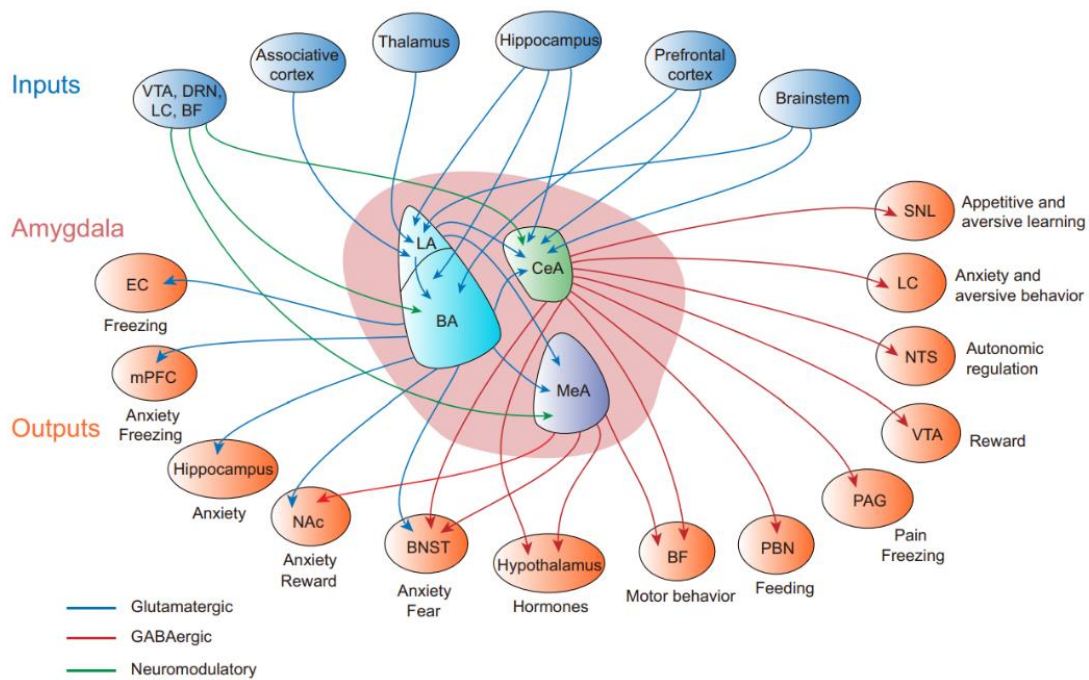 Inputs
VTA, DRN,
LC, BF
Associative
cortex
Thalamus
Hippocampus
Prefrontal
cortex
Brainstem
Amygdala
LA
BA
CeA
MeA
Outputs
EC
Freezing
mPFC
Anxiety
Freezing
Hippocampus
Anxiety
NAc
Anxiety
Reward
BNST
Anxiety
Fear
Hypothalamus
Hormones
BF
Motor behavior
PBN
Feeding
PAG
Pain
Freezing
VTA
Reward
NTS
Autonomic
regulation
LC
Anxiety and
aversive behavior
SNL
Appetitive and
aversive learning
Glutamatergic
GABAergic
Neuromodulatory